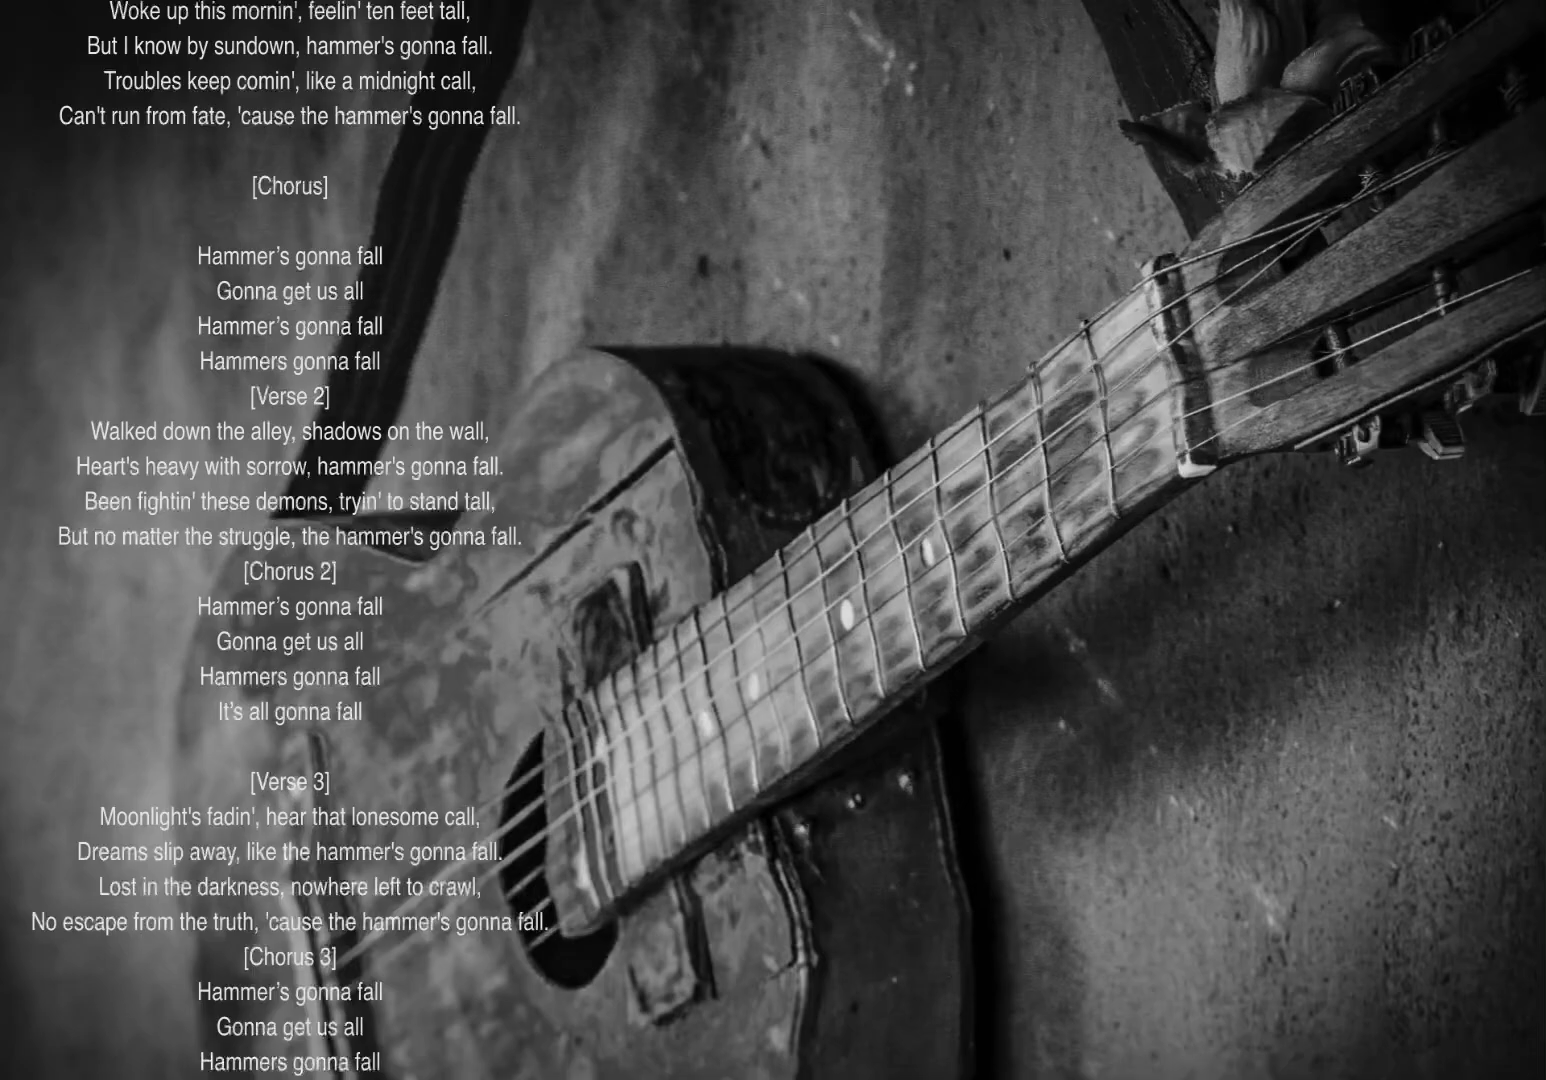 Woke up this mornin', feelin' ten feet tall,
But I know by sundown, hammer's gonna fall.
Troubles keep comin', like a midnight call,
Can't run from fate, 'cause the hammer's gonna fall.
[Chorus]
Hammer’s gonna fall
Gonna get us all
Hammer’s gonna fall
Hammers gonna fall
[Verse 2]
Walked down the alley, shadows on the wall,
Heart's heavy with sorrow, hammer's gonna fall.
Been fightin' these demons, tryin' to stand tall,
But no matter the struggle, the hammer's gonna fall.
[Chorus 2]
Hammer’s gonna fall
Gonna get us all
Hammers gonna fall
It’s all gonna fall
[Verse 3]
Moonlight's fadin', hear that lonesome call,
Dreams slip away, like the hammer's gonna fall.
Lost in the darkness, nowhere left to crawl,
No escape from the truth, 'cause the hammer's gonna fall.
[Chorus 3]
Hammer’s gonna fall
Gonna get us all
Hammers gonna fall